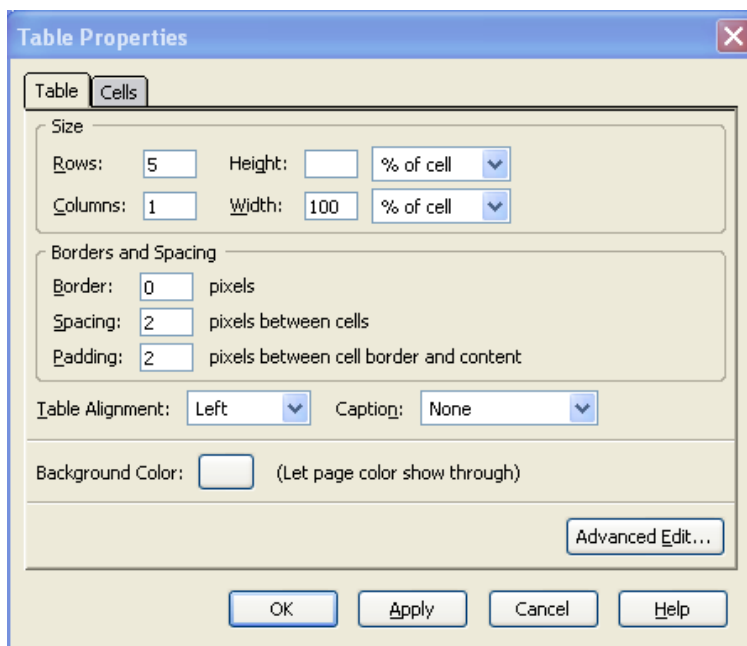 Table Properties
Table Cells
Size
Rows: 5 Height: % of cell
Columns: 1 Width: 100 % of cell
Borders and Spacing
Border: 0 pixels
Spacing: 2 pixels between cells
Padding: 2 pixels between cell border and content
Table Alignment: Left Caption: None
Background Color: (Let page color show through)
Advanced Edit...
OK Apply Cancel Help